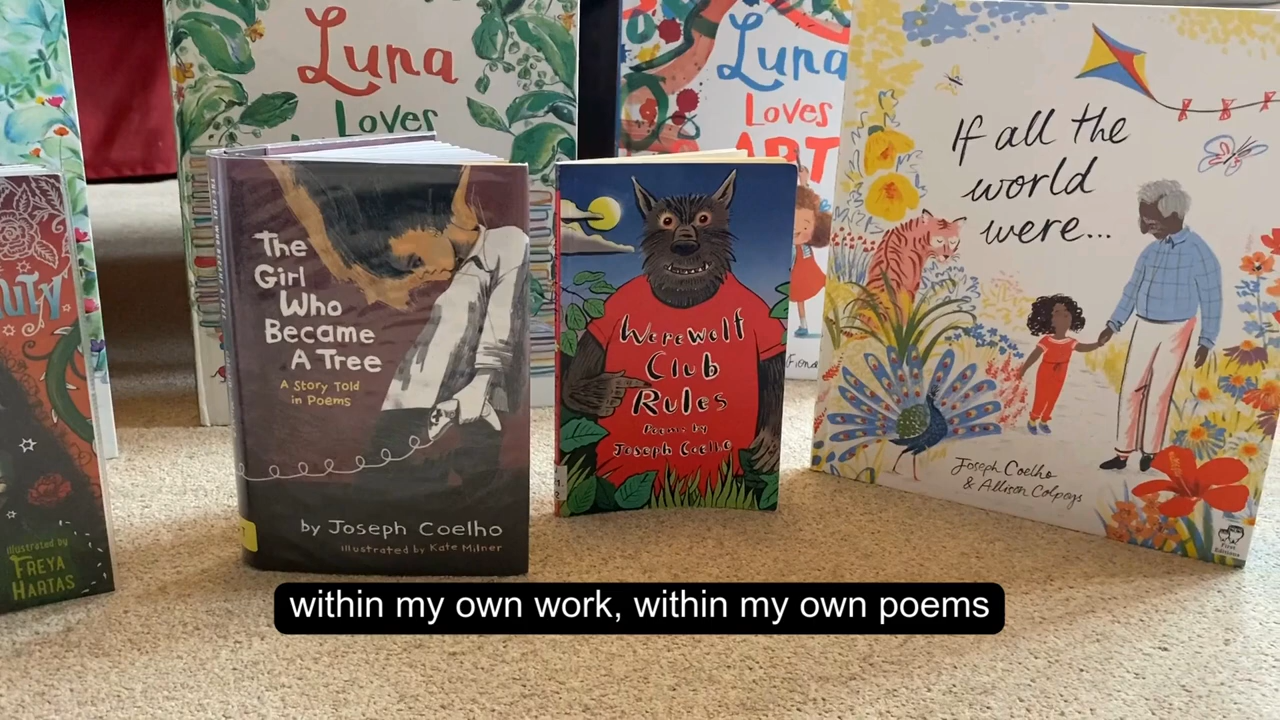 Luna
Loves
Luna
Loves
ART
If all the
world
were...
Joseph Coelho
& Allison Colpoys
First
Editions
The
Girl
Who
Became
A Tree
A Story Told
in Poems
by Joseph Coelho
illustrated by Kate Milner
Werewolf
Club
Rules
Poems by
Joseph Coelho
illustrated by
FREYA
HARTAS
within my own work, within my own poems